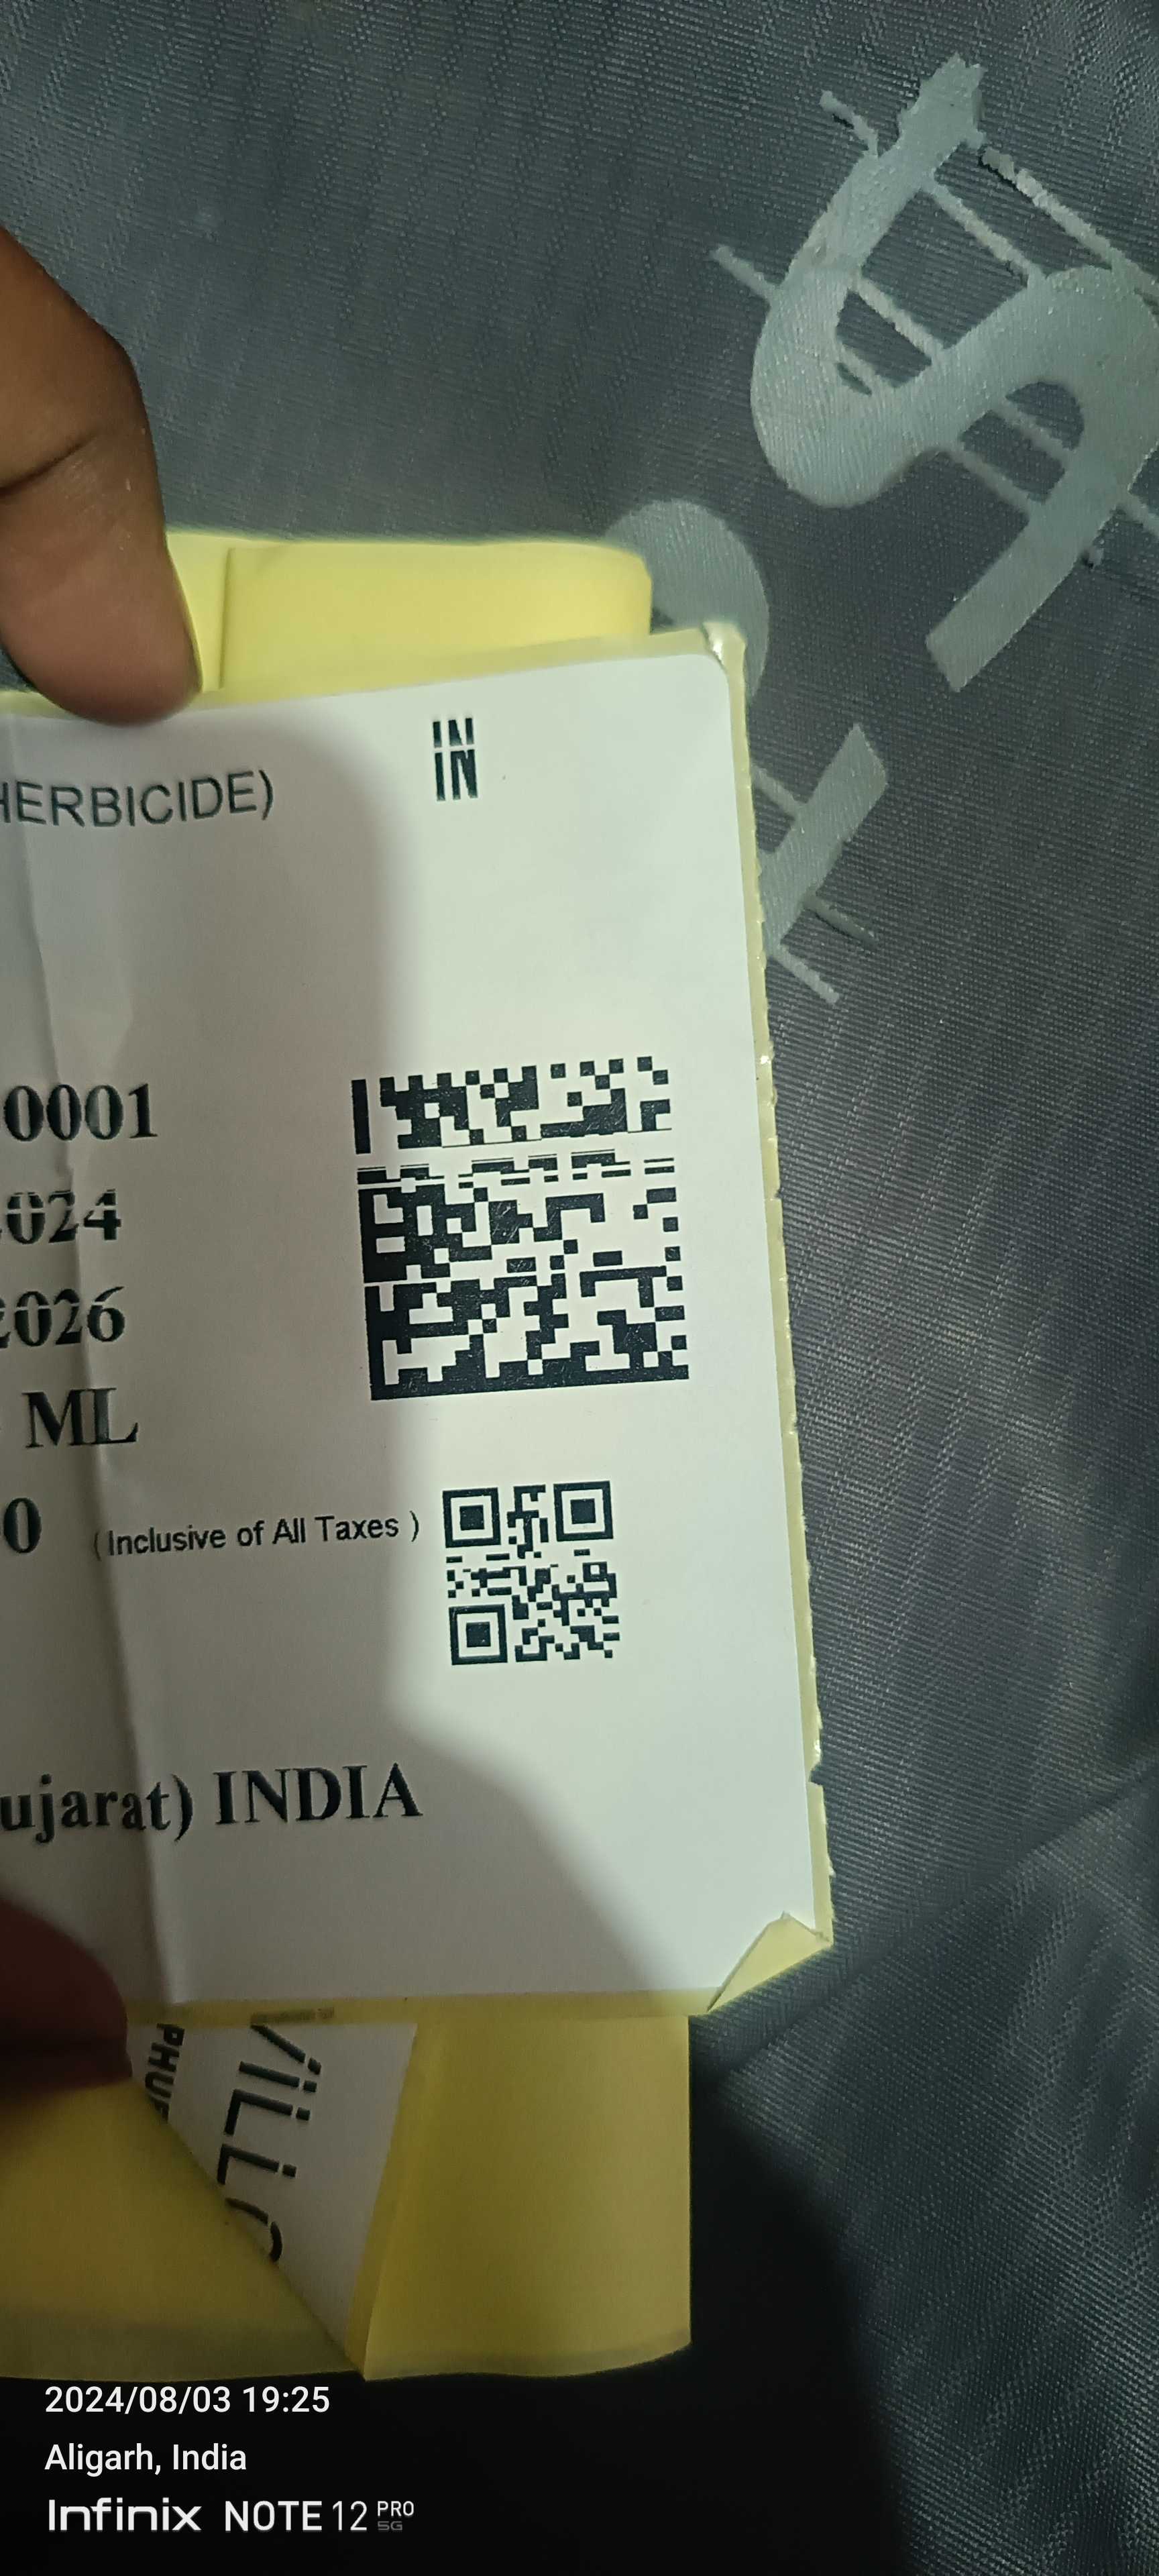 IN
HERBICIDE)
0001
2024
2026
ML
0 (Inclusive of All Taxes )
ujarat) INDIA
2024/08/03 19:25
Aligarh, India
Infinix NOTE 12 PRO 5G